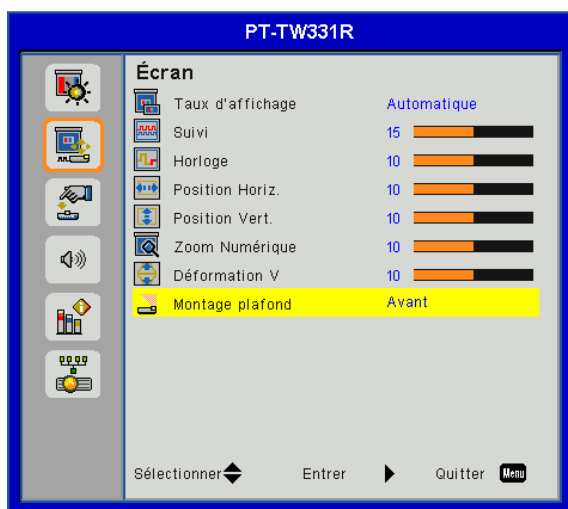 PT-TW331R
Écran
Taux d'affichage Automatique
Suivi 15
Horloge 10
Position Horiz. 10
Position Vert. 10
Zoom Numérique 10
Déformation V 10
Montage plafond Avant
Sélectionner Entrer Quitter Menu